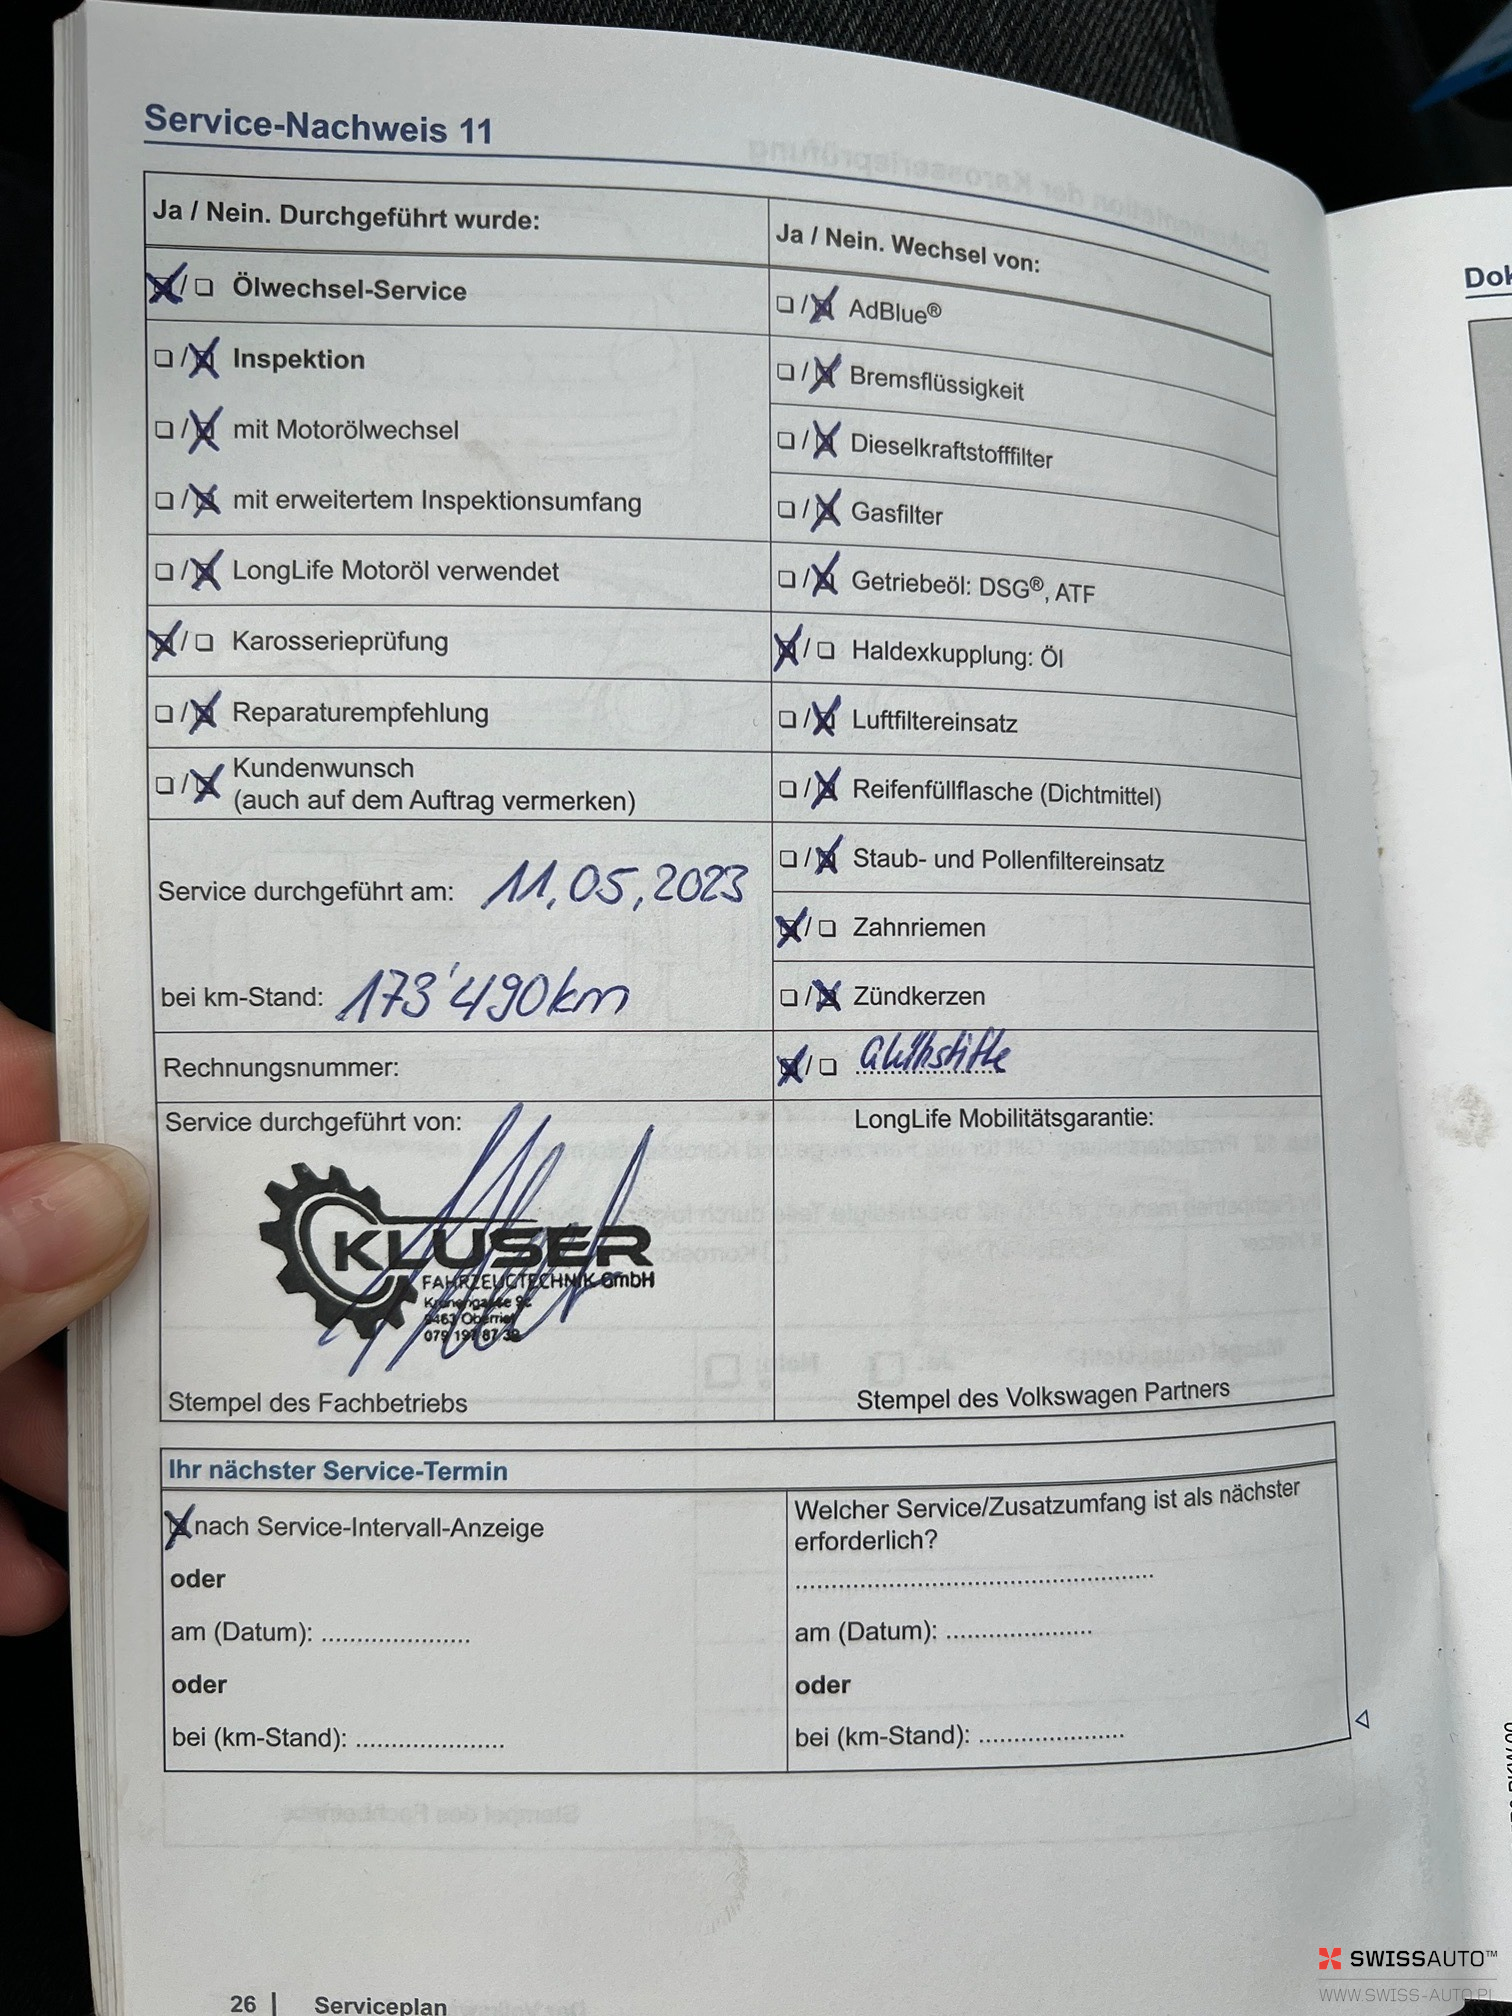 Service-Nachweis 11
Ja / Nein. Durchgeführt wurde:
☒ / ☐ Ölwechsel-Service
☐ / ☒ Inspektion
☐ / ☒ mit Motorölwechsel
☐ / ☒ mit erweitertem Inspektionsumfang
☐ / ☒ LongLife Motoröl verwendet
☒ / ☐ Karosserieprüfung
☐ / ☒ Reparaturempfehlung
☐ / ☒ Kundenwunsch
(auch auf dem Auftrag vermerken)
Service durchgeführt am: 11.05.2023
bei km-Stand: 173'490km
Rechnungsnummer:
Service durchgeführt von:
KLUSER
FAHRZEUGTECHNIK GmbH
9463 Oberriet
Stempel des Fachbetriebs
Ja / Nein. Wechsel von:
☐ / ☒ AdBlue®
☐ / ☒ Bremsflüssigkeit
☐ / ☒ Dieselkraftstofffilter
☐ / ☒ Gasfilter
☐ / ☒ Getriebeöl: DSG®, ATF
☒ / ☐ Haldexkupplung: Öl
☐ / ☒ Luftfiltereinsatz
☐ / ☒ Reifenfüllflasche (Dichtmittel)
☐ / ☒ Staub- und Pollenfiltereinsatz
☒ / ☐ Zahnriemen
☐ / ☒ Zündkerzen
☒ / ☐ Glühstifte
LongLife Mobilitätsgarantie:
Stempel des Volkswagen Partners
Ihr nächster Service-Termin
☒ nach Service-Intervall-Anzeige
oder
am (Datum): ......................
oder
bei (km-Stand): ......................
Welcher Service/Zusatzumfang ist als nächster
erforderlich?
......................................................
am (Datum): ......................
oder
bei (km-Stand): ......................
26 | Serviceplan
SWISSAUTO™
WWW.SWISS-AUTO.PL